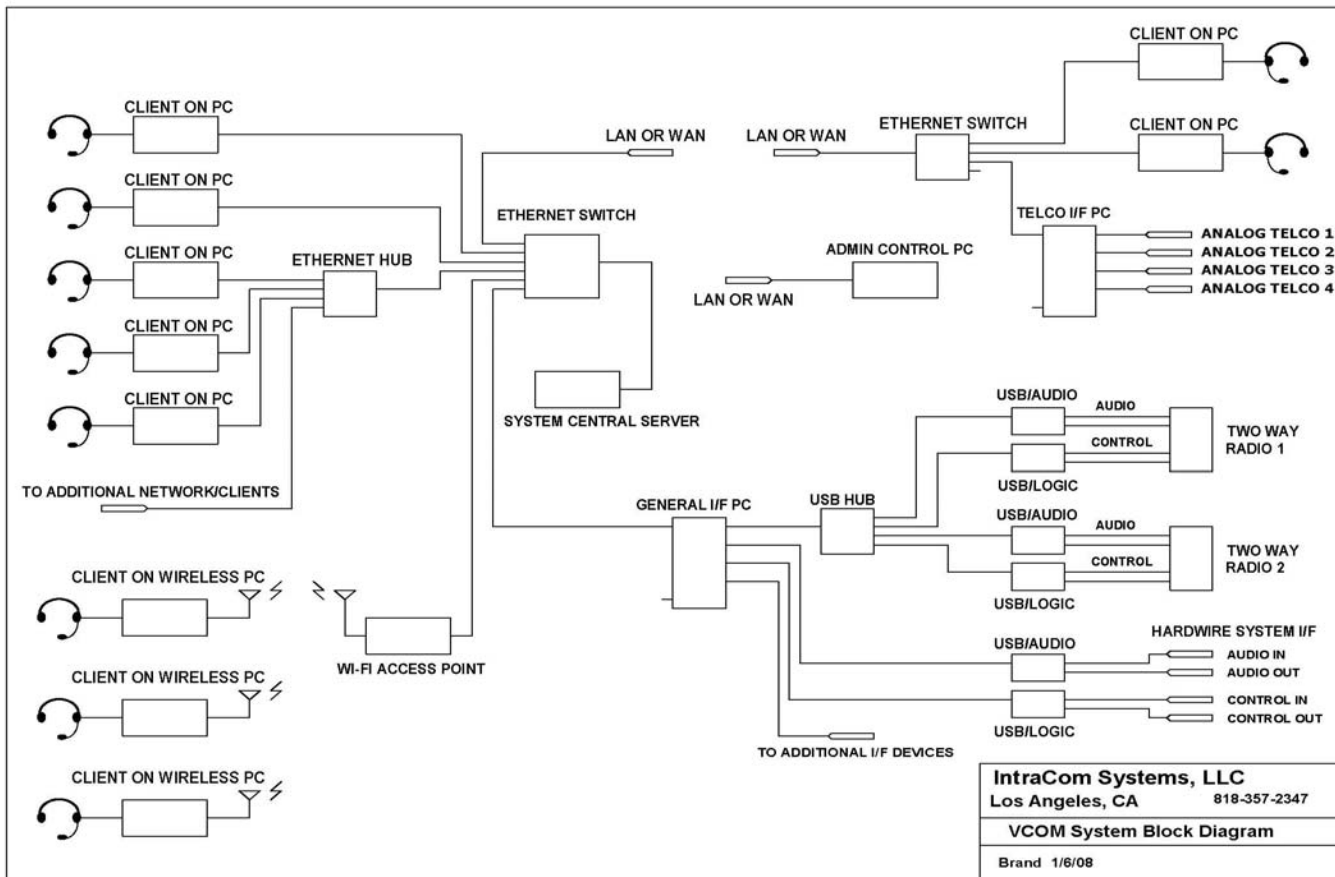 CLIENT ON PC
CLIENT ON PC
CLIENT ON PC
CLIENT ON PC
CLIENT ON PC
ETHERNET HUB
TO ADDITIONAL NETWORK/CLIENTS
CLIENT ON WIRELESS PC
CLIENT ON WIRELESS PC
CLIENT ON WIRELESS PC
WI-FI ACCESS POINT
LAN OR WAN
ETHERNET SWITCH
SYSTEM CENTRAL SERVER
LAN OR WAN
ETHERNET SWITCH
CLIENT ON PC
CLIENT ON PC
TELCO I/F PC
ANALOG TELCO 1
ANALOG TELCO 2
ANALOG TELCO 3
ANALOG TELCO 4
ADMIN CONTROL PC
LAN OR WAN
GENERAL I/F PC
USB HUB
USB/AUDIO
AUDIO
CONTROL
USB/LOGIC
TWO WAY
RADIO 1
USB/AUDIO
AUDIO
CONTROL
USB/LOGIC
TWO WAY
RADIO 2
HARDWIRE SYSTEM I/F
USB/AUDIO
AUDIO IN
AUDIO OUT
CONTROL IN
CONTROL OUT
USB/LOGIC
TO ADDITIONAL I/F DEVICES
IntraCom Systems, LLC
Los Angeles, CA 818-357-2347
VCOM System Block Diagram
Brand 1/6/08